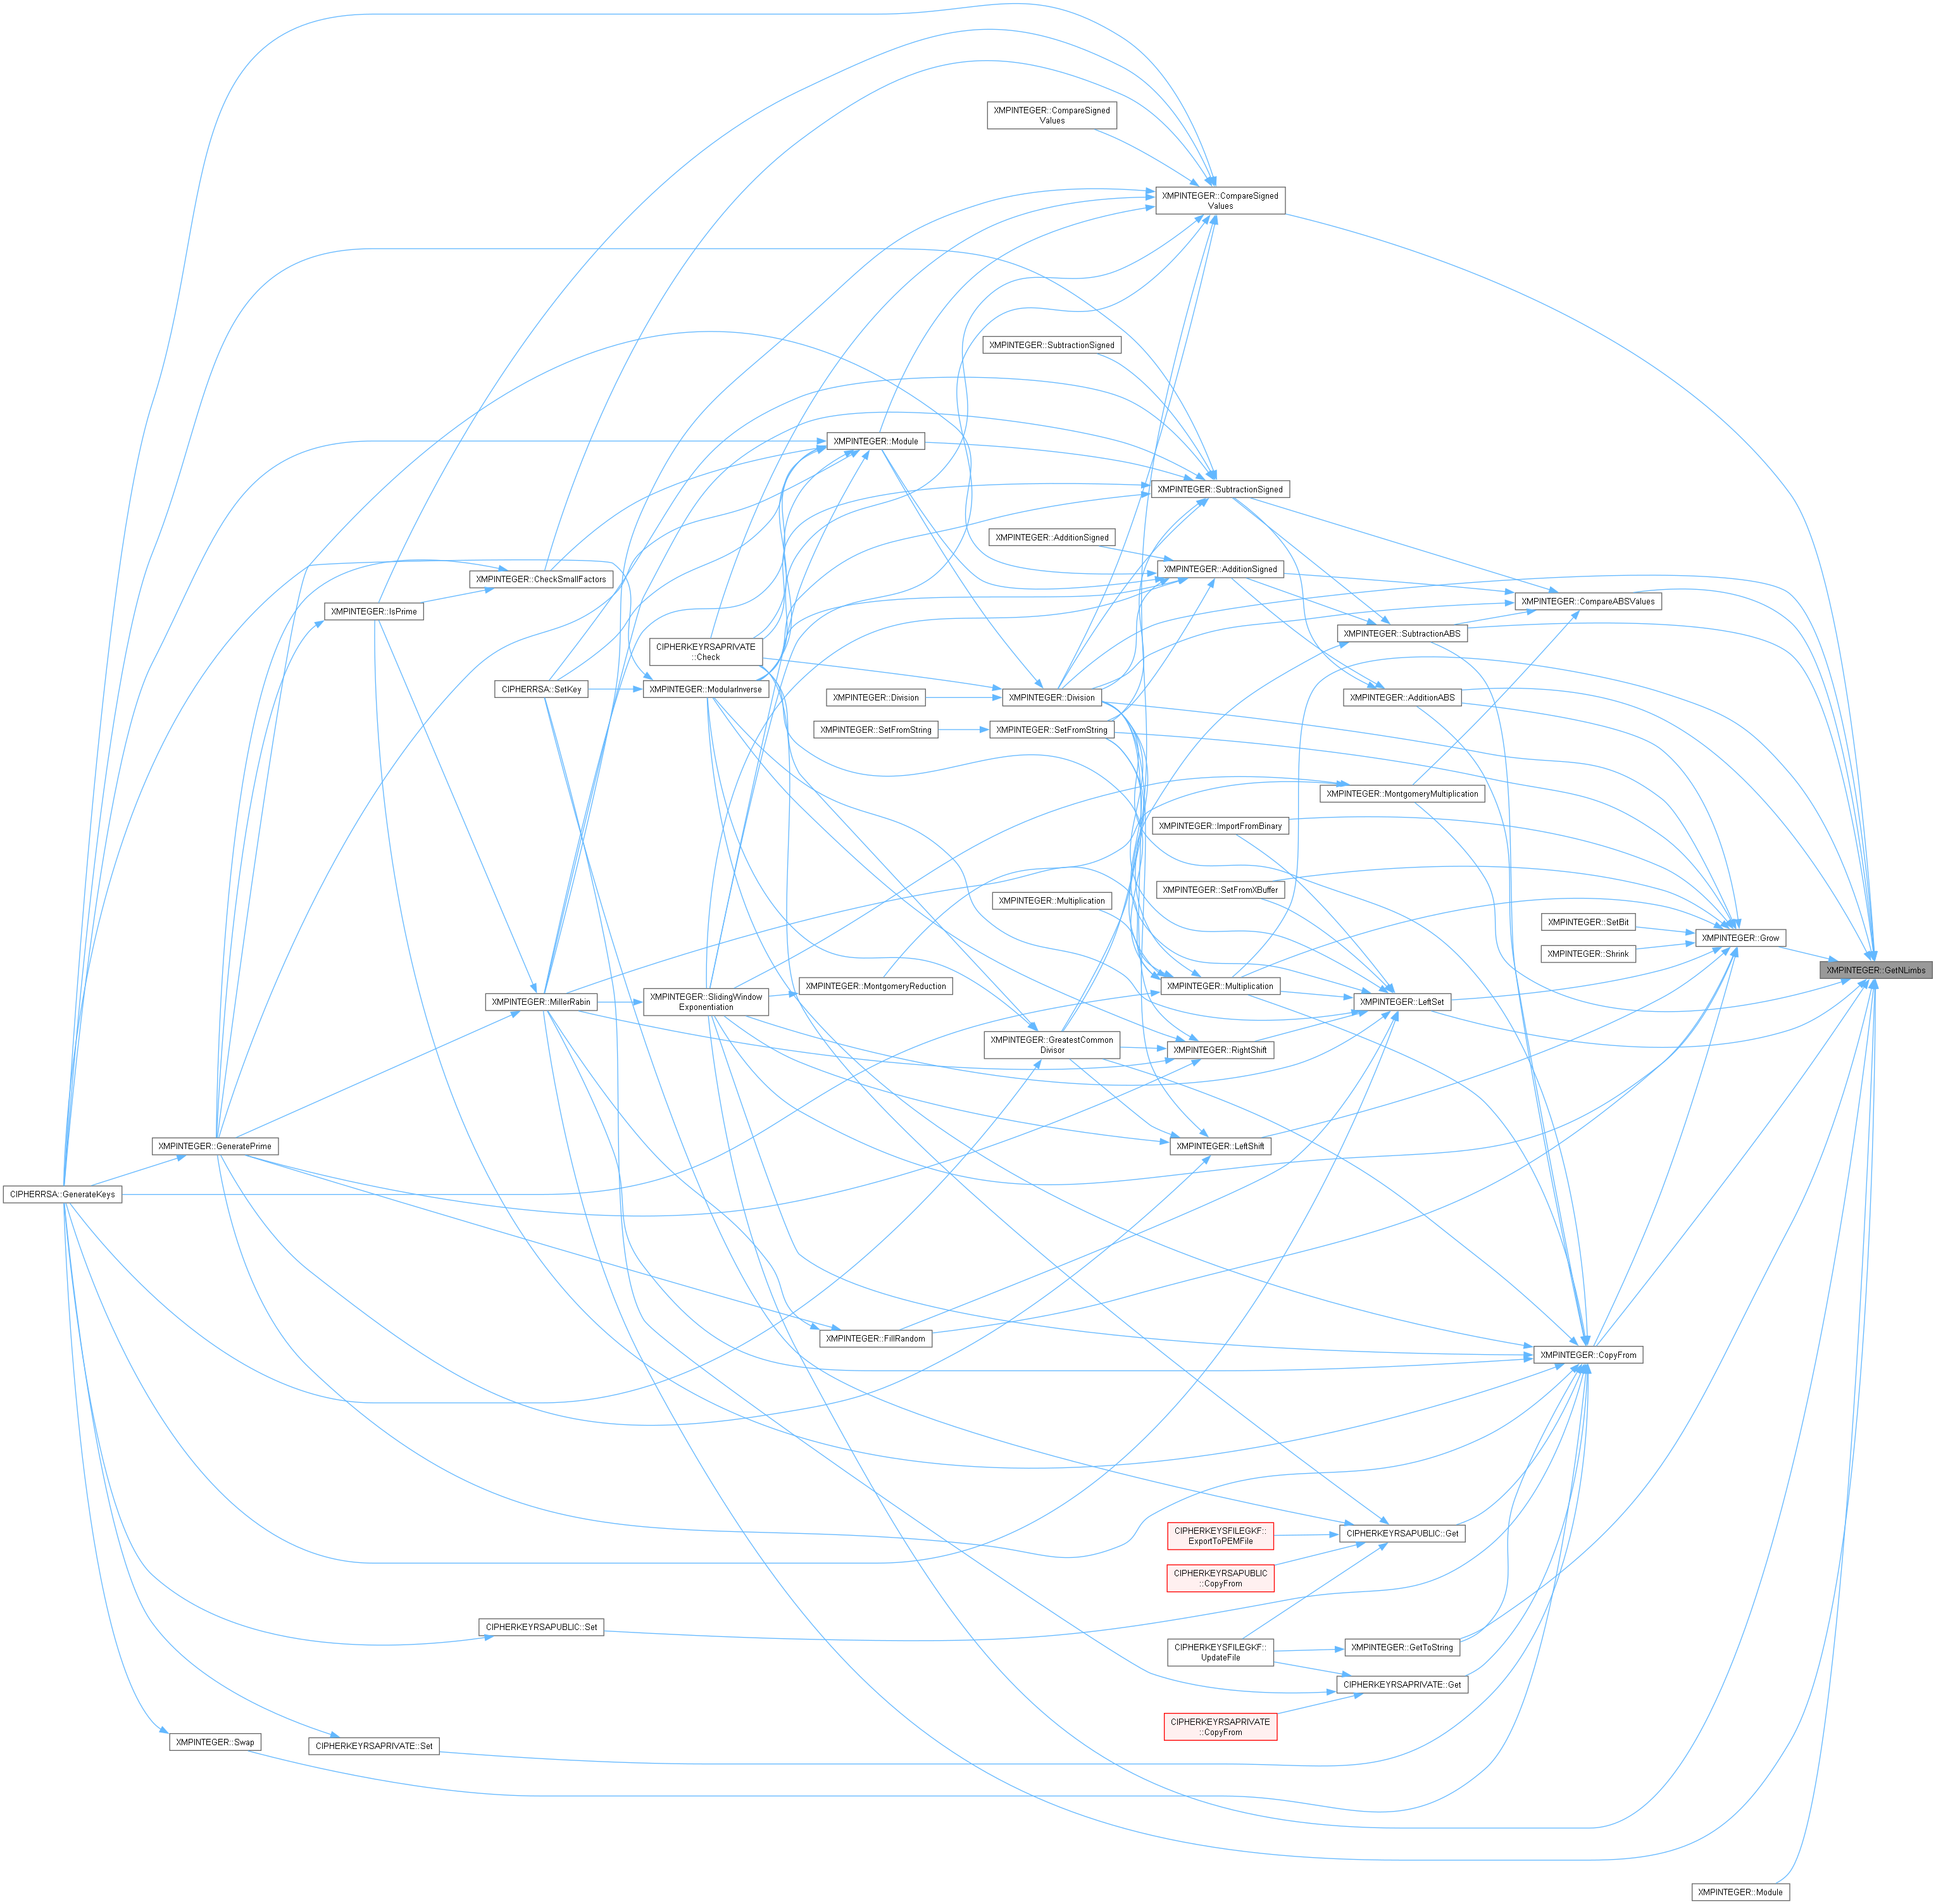 XMPINTEGER::CompareSigned
Values
XMPINTEGER::CompareSigned
Values
XMPINTEGER::SubtractionSigned
XMPINTEGER::Module
XMPINTEGER::SubtractionSigned
XMPINTEGER::AdditionSigned
XMPINTEGER::AdditionSigned
XMPINTEGER::CheckSmallFactors
XMPINTEGER::CompareABSValues
XMPINTEGER::IsPrime
XMPINTEGER::SubtractionABS
CIPHERKEYRSAPRIVATE
::Check
CIPHERRSA::SetKey
XMPINTEGER::ModularInverse
XMPINTEGER::Division
XMPINTEGER::Division
XMPINTEGER::AdditionABS
XMPINTEGER::SetFromString
XMPINTEGER::SetFromString
XMPINTEGER::MontgomeryMultiplication
XMPINTEGER::ImportFromBinary
XMPINTEGER::SetFromXBuffer
XMPINTEGER::Multiplication
XMPINTEGER::SetBit
XMPINTEGER::Grow
XMPINTEGER::Shrink
XMPINTEGER::GetNLimbs
XMPINTEGER::MontgomeryReduction
XMPINTEGER::Multiplication
XMPINTEGER::MillerRabin
XMPINTEGER::SlidingWindow
Exponentiation
XMPINTEGER::LeftSet
XMPINTEGER::GreatestCommon
Divisor
XMPINTEGER::RightShift
XMPINTEGER::GeneratePrime
XMPINTEGER::LeftShift
CIPHERRSA::GenerateKeys
XMPINTEGER::FillRandom
XMPINTEGER::CopyFrom
CIPHERKEYRSAPUBLIC::Get
CIPHERKEYSFILEGKF::
ExportToPEMFile
CIPHERKEYRSAPUBLIC
::CopyFrom
CIPHERKEYRSAPUBLIC::Set
XMPINTEGER::GetToString
CIPHERKEYSFILEGKF::
UpdateFile
CIPHERKEYRSAPRIVATE::Get
CIPHERKEYRSAPRIVATE
::CopyFrom
XMPINTEGER::Swap
CIPHERKEYRSAPRIVATE::Set
XMPINTEGER::Module